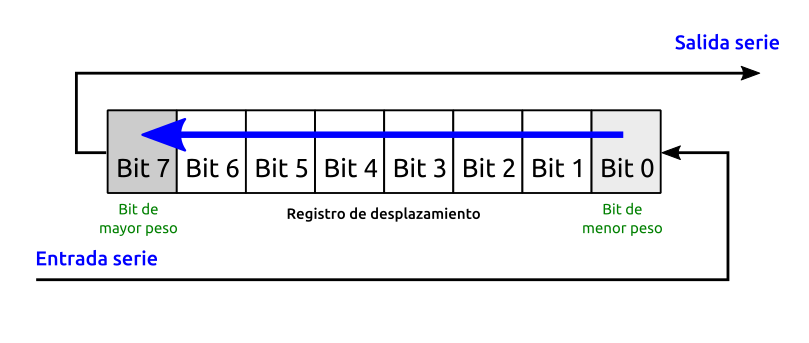 Salida serie
Bit 7 Bit 6 Bit 5 Bit 4 Bit 3 Bit 2 Bit 1 Bit 0
Bit de
mayor peso
Registro de desplazamiento
Bit de
menor peso
Entrada serie